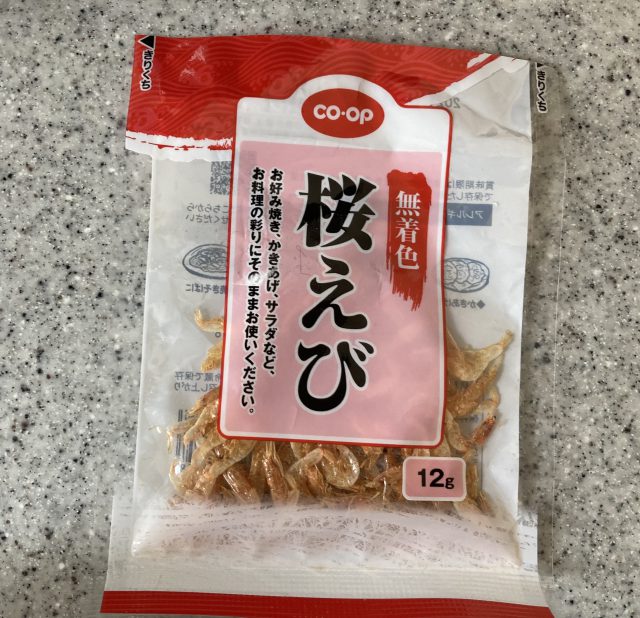 きりくち
きりくち
co·op
無着色
桜えび
お好み焼き、かきあげ、サラダなど、
お料理の彩りにそのままお使いください。
12g